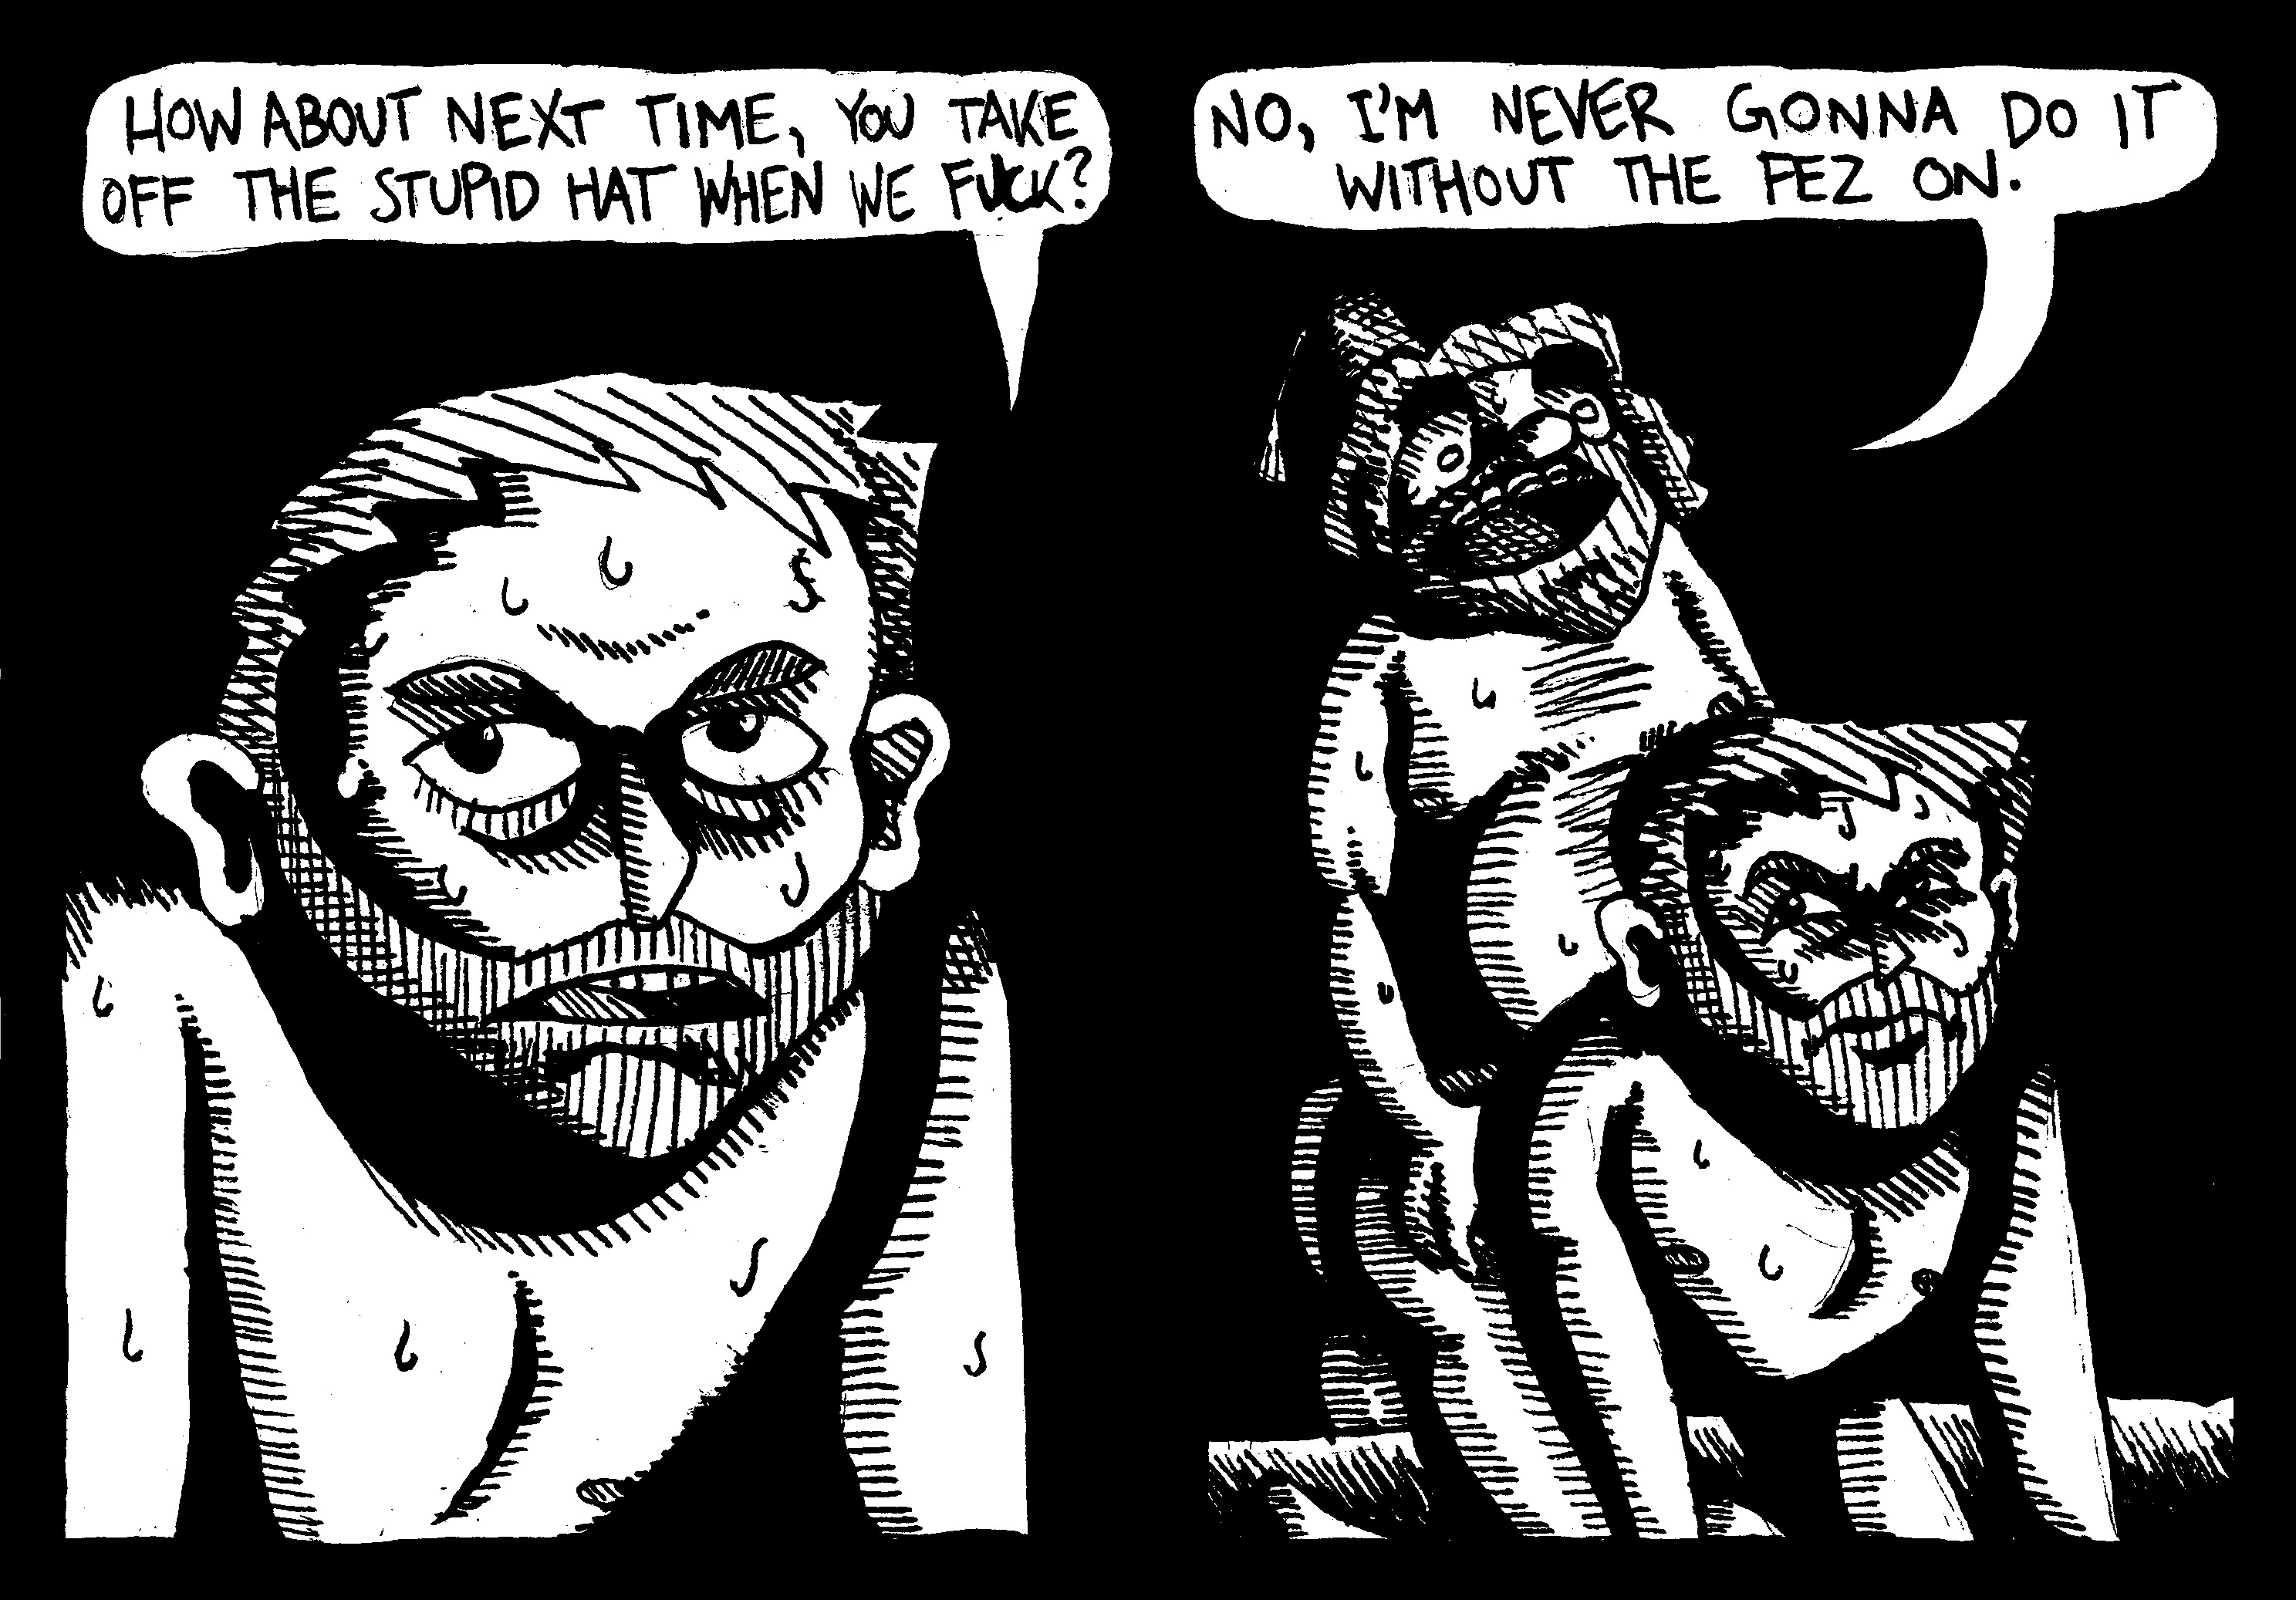 HOW ABOUT NEXT TIME, YOU TAKE
OFF THE STUPID HAT WHEN WE FUCK?
NO, I'M NEVER GONNA DO IT
WITHOUT THE FEZ ON.